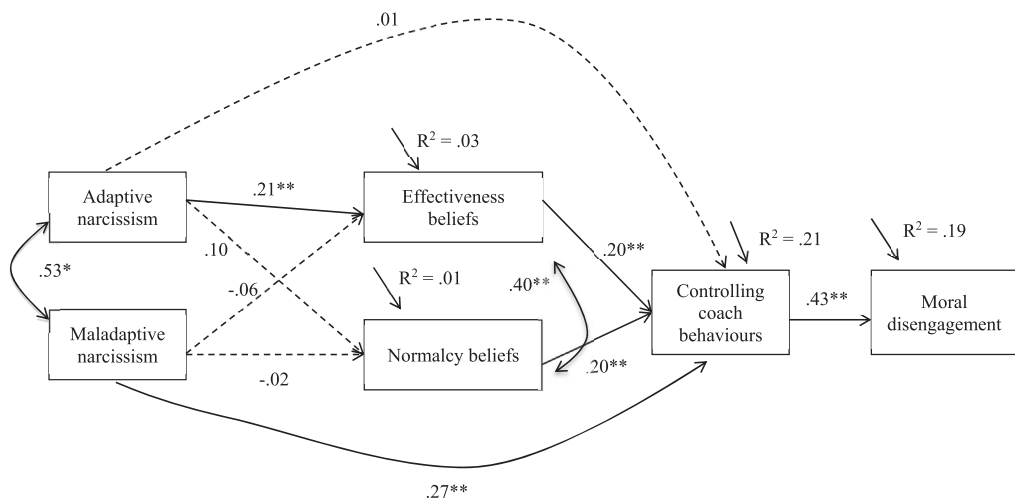 .01
R² = .03
Adaptive
narcissism
.21**
Effectiveness
beliefs
.10
.53*
-.06
R² = .01
.40**
.20**
R² = .21
R² = .19
Maladaptive
narcissism
-.02
Normalcy beliefs
.20**
Controlling
coach
behaviours
.43**
Moral
disengagement
.27**